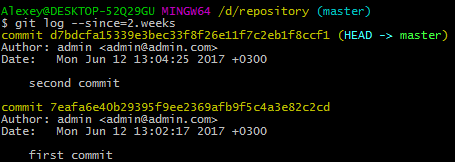 Alexey@DESKTOP-52Q29GU MINGW64 /d/repository (master)
$ git log --since=2.weeks
commit d7bdcfa15339e3bec33f8f26e11f7c2eb1f8ccf1 (HEAD -> master)
Author: admin <admin@admin.com>
Date:   Mon Jun 12 13:04:25 2017 +0300
second commit
commit 7eafa6e40b29395f9ee2369afb9f5c4a3e82c2cd
Author: admin <admin@admin.com>
Date:   Mon Jun 12 13:02:17 2017 +0300
first commit